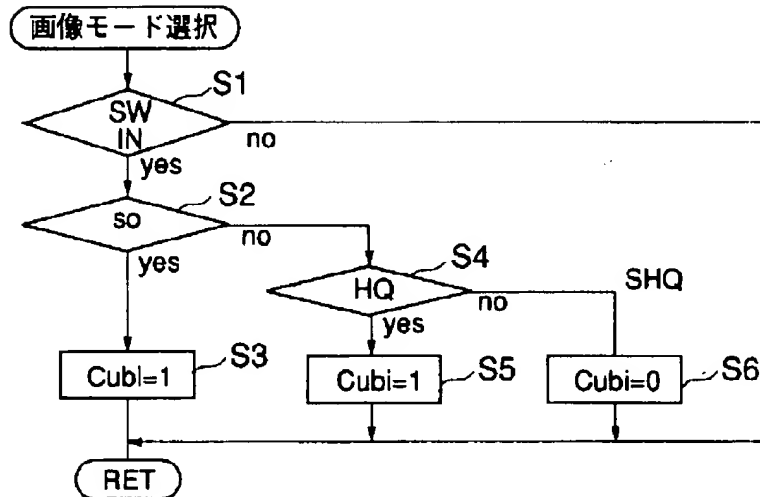 画像モード選択
S1
SW
IN
no
yes
S2
so
no
yes
S4
HQ
no
SHQ
yes
S3
Cubl=1
S5
Cubi=1
S6
Cubi=0
RET